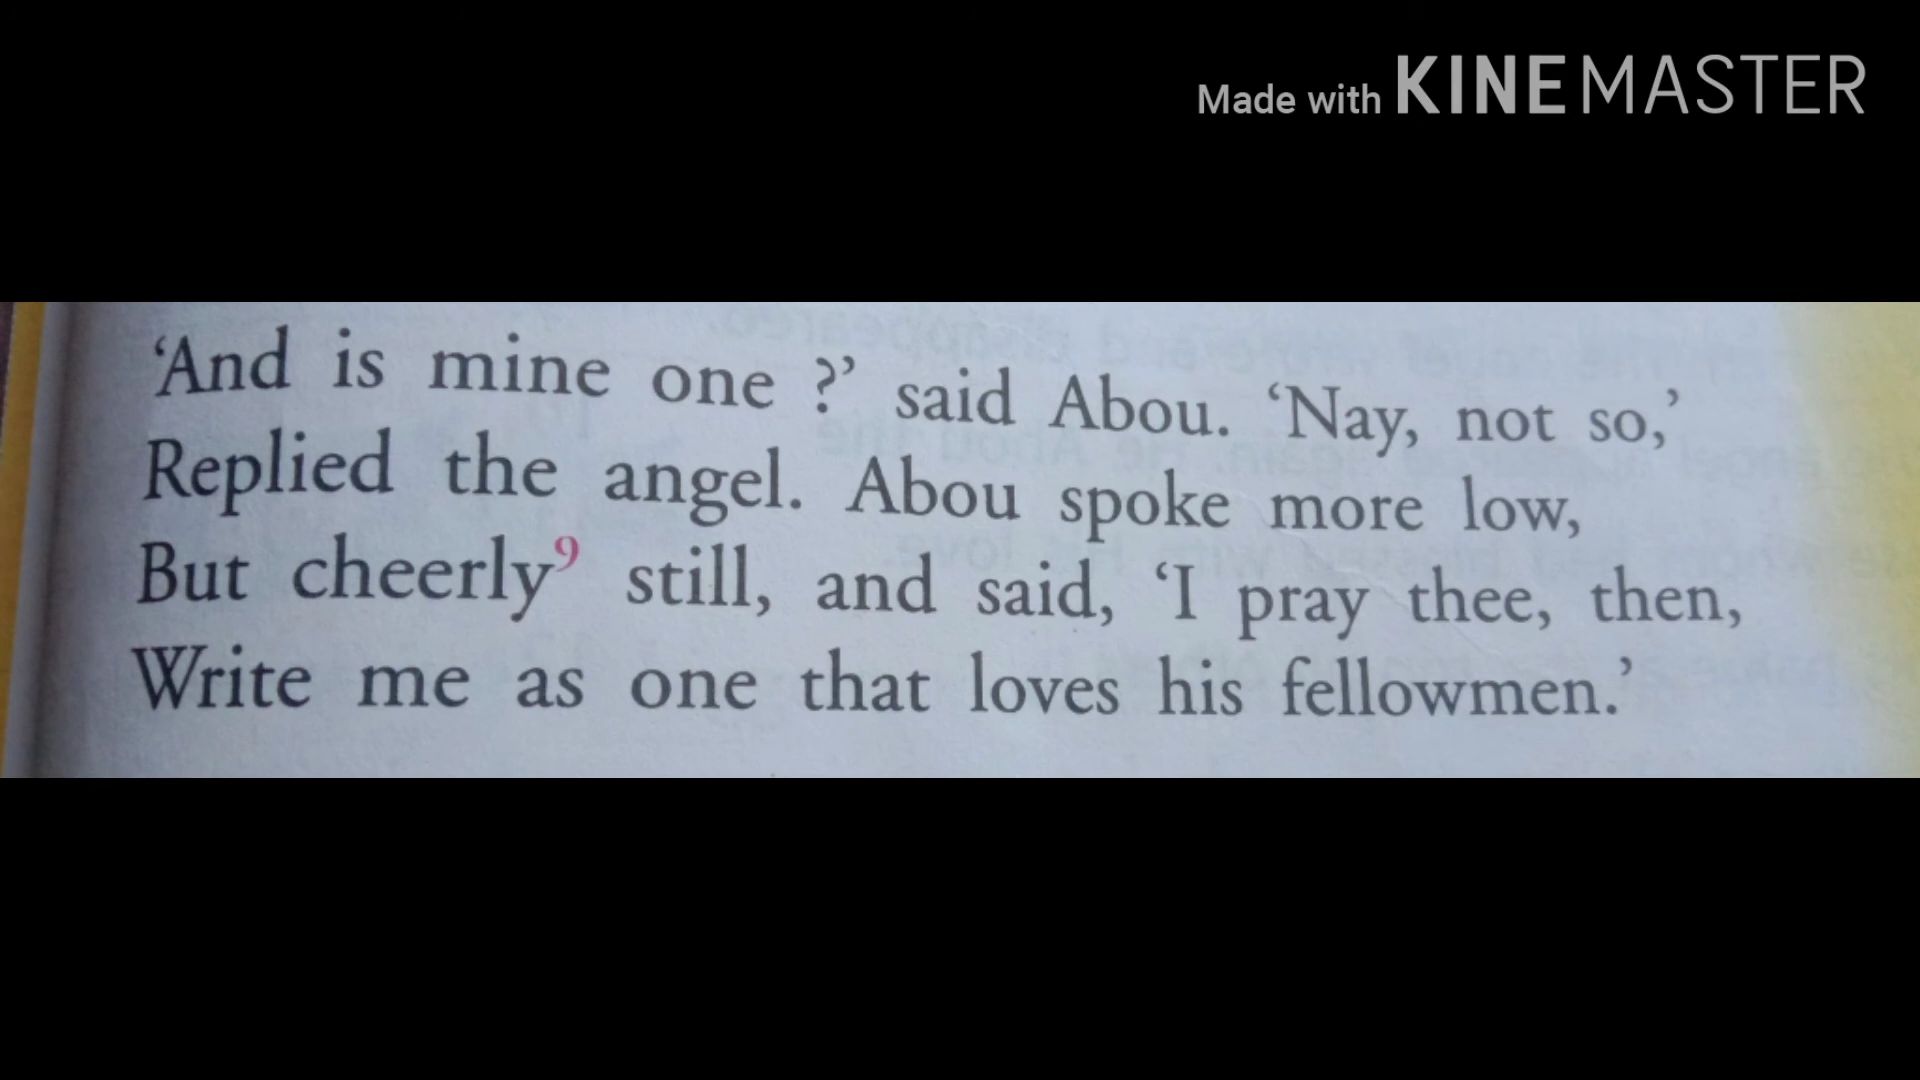 Made with KINEMASTER
‘And is mine one ?’ said Abou. ‘Nay, not so,’
Replied the angel. Abou spoke more low,
But cheerly⁹ still, and said, ‘I pray thee, then,
Write me as one that loves his fellowmen.’